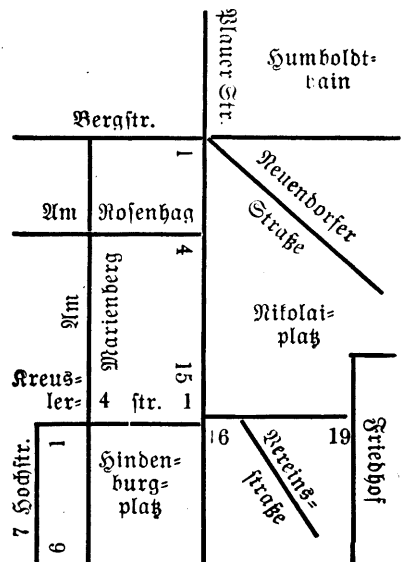 Plauer Str.
Humboldt=
hain
Bergstr.
1
Neuendorfer
Straße
Am Rosenhag
4
Am
Marienberg
Nikolai=
platz
15
Kreus=
ler= 4 str. 1
16
19
Vereins=
straße
Friedhof
7 Hochstr.
1
6
Hinden=
burg=
platz